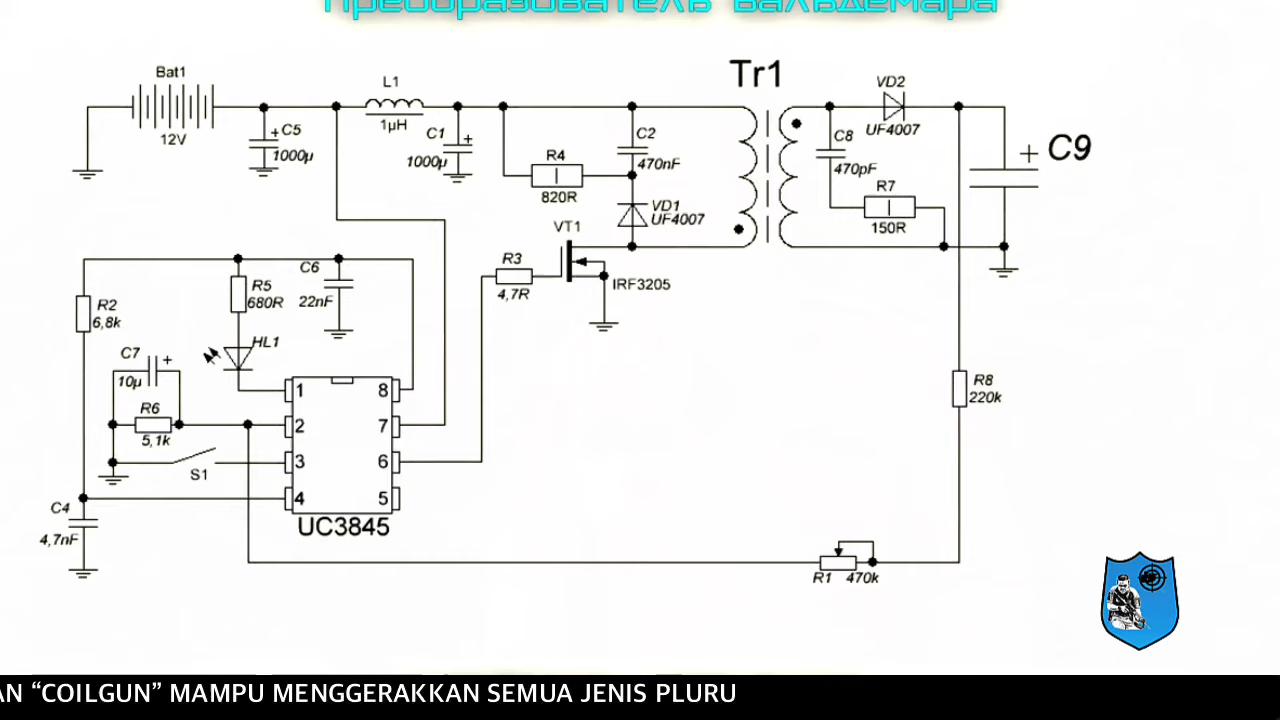 Преобразователь Вальдемара
Bat1
12V
C5
1000µ
L1
1µH
C1
1000µ
R4
820R
C2
470nF
VD1
UF4007
Tr1
VD2
UF4007
C8
470pF
R7
150R
C9
VT1
IRF3205
R3
4,7R
R5
680R
C6
22nF
R2
6,8k
HL1
C7
10µ
R6
5,1k
S1
1
2
3
4
8
7
6
5
UC3845
C4
4,7nF
R8
220k
R1 470k
AN “COILGUN” MAMPU MENGGERAKKAN SEMUA JENIS PLURU